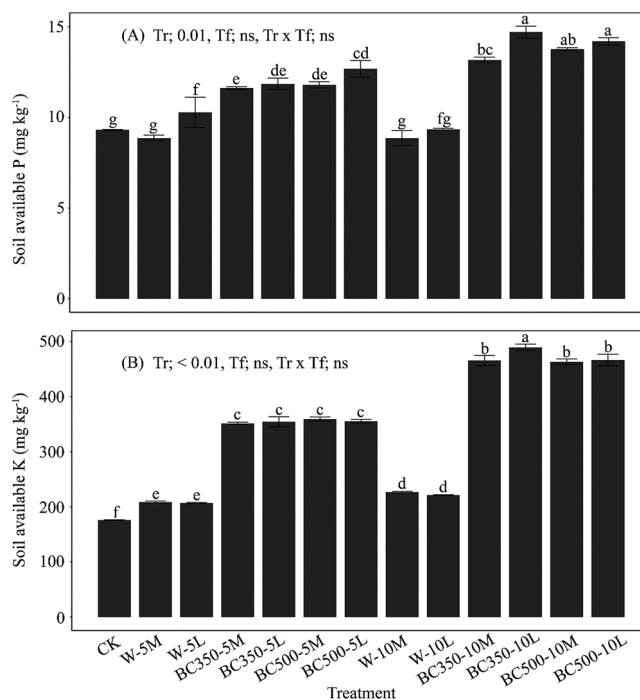 (A) Tr; 0.01, Tf; ns, Tr x Tf; ns
Soil available P (mg kg⁻¹)
15
10
5
0
g g f e de de cd g fg bc a ab a
(B) Tr; < 0.01, Tf; ns, Tr x Tf; ns
Soil available K (mg kg⁻¹)
500
400
300
200
100
0
f e e c c c c d d b a b b
CK W-5M W-5L BC350-5M BC350-5L BC500-5M BC500-5L W-10M W-10L BC350-10M BC350-10L BC500-10M BC500-10L
Treatment